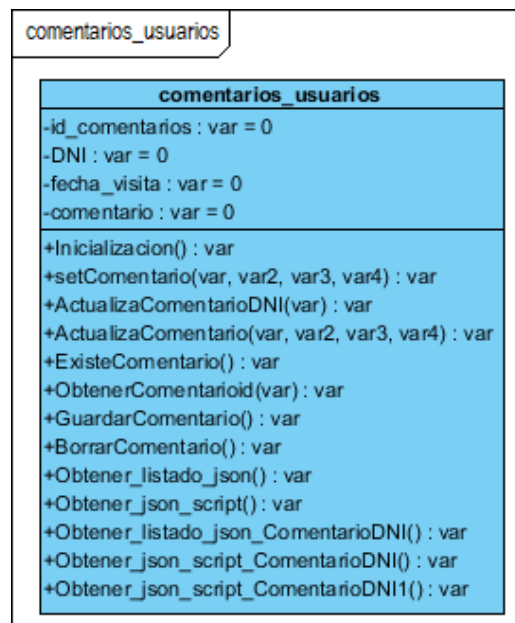 comentarios_usuarios
comentarios_usuarios
-id_comentarios : var = 0
-DNI : var = 0
-fecha_visita : var = 0
-comentario : var = 0
+Inicializacion() : var
+setComentario(var, var2, var3, var4) : var
+ActualizaComentarioDNI(var) : var
+ActualizaComentario(var, var2, var3, var4) : var
+ExisteComentario() : var
+ObtenerComentarioid(var) : var
+GuardarComentario() : var
+BorrarComentario() : var
+Obtener_listado_json() : var
+Obtener_json_script() : var
+Obtener_listado_json_ComentarioDNI() : var
+Obtener_json_script_ComentarioDNI() : var
+Obtener_json_script_ComentarioDNI1() : var